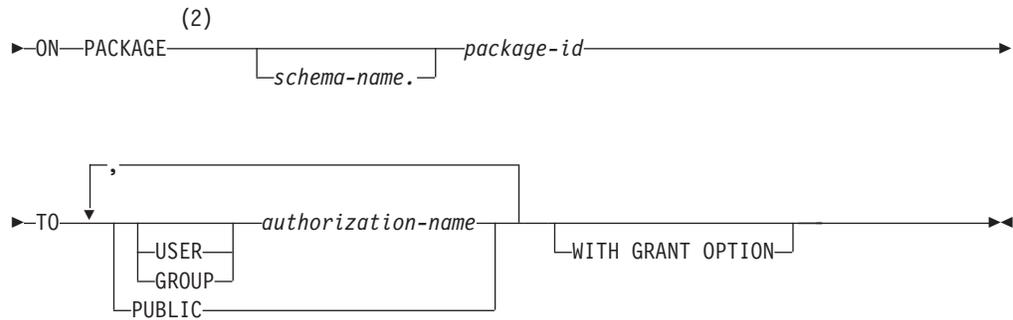 (2)
ON PACKAGE package-id
schema-name.
,
TO authorization-name
USER WITH GRANT OPTION
GROUP
PUBLIC